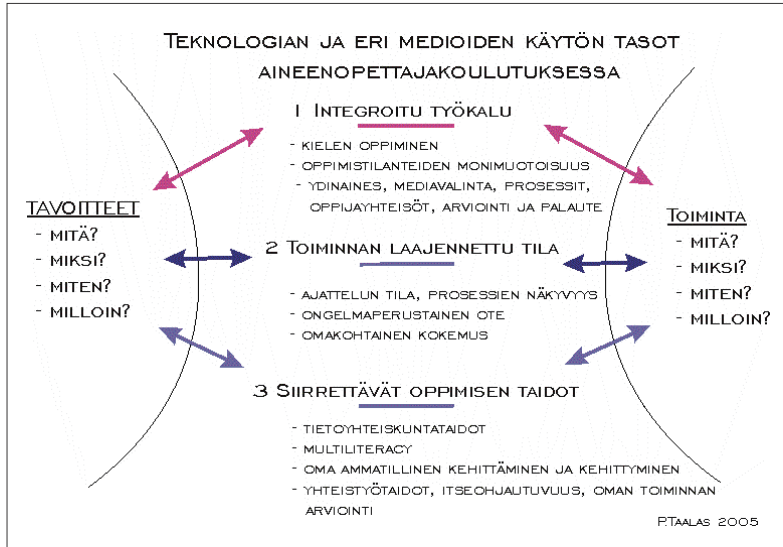 TEKNOLOGIAN JA ERI MEDIOIDEN KÄYTÖN TASOT
AINEENOPETTAJAKOULUTUKSESSA
1 INTEGROITU TYÖKALU
- KIELEN OPPIMINEN
- OPPIMISTILANTEIDEN MONIMUOTOISUUS
- YDINAINES, MEDIAVALINTA, PROSESSIT,
OPPIJAYHTEISÖT, ARVIOINTI JA PALAUTE
TAVOITTEET
- MITÄ?
- MIKSI?
- MITEN?
- MILLOIN?
2 TOIMINNAN LAAJENNETTU TILA
- AJATTELUN TILA, PROSESSIEN NÄKYVYYS
- ONGELMAPERUSTAINEN OTE
- OMAKOHTAINEN KOKEMUS
TOIMINTA
- MITÄ?
- MIKSI?
- MITEN?
- MILLOIN?
3 SIIRRETTÄVÄT OPPIMISEN TAIDOT
- TIETOYHTEISKUNTATAIDOT
- MULTILITERACY
- OMA AMMATILLINEN KEHITTÄMINEN JA KEHITTYMINEN
- YHTEISTYÖTAIDOT, ITSEOHJAUTUVUUS, OMAN TOIMINNAN
ARVIOINTI
P.TAALAS 2005